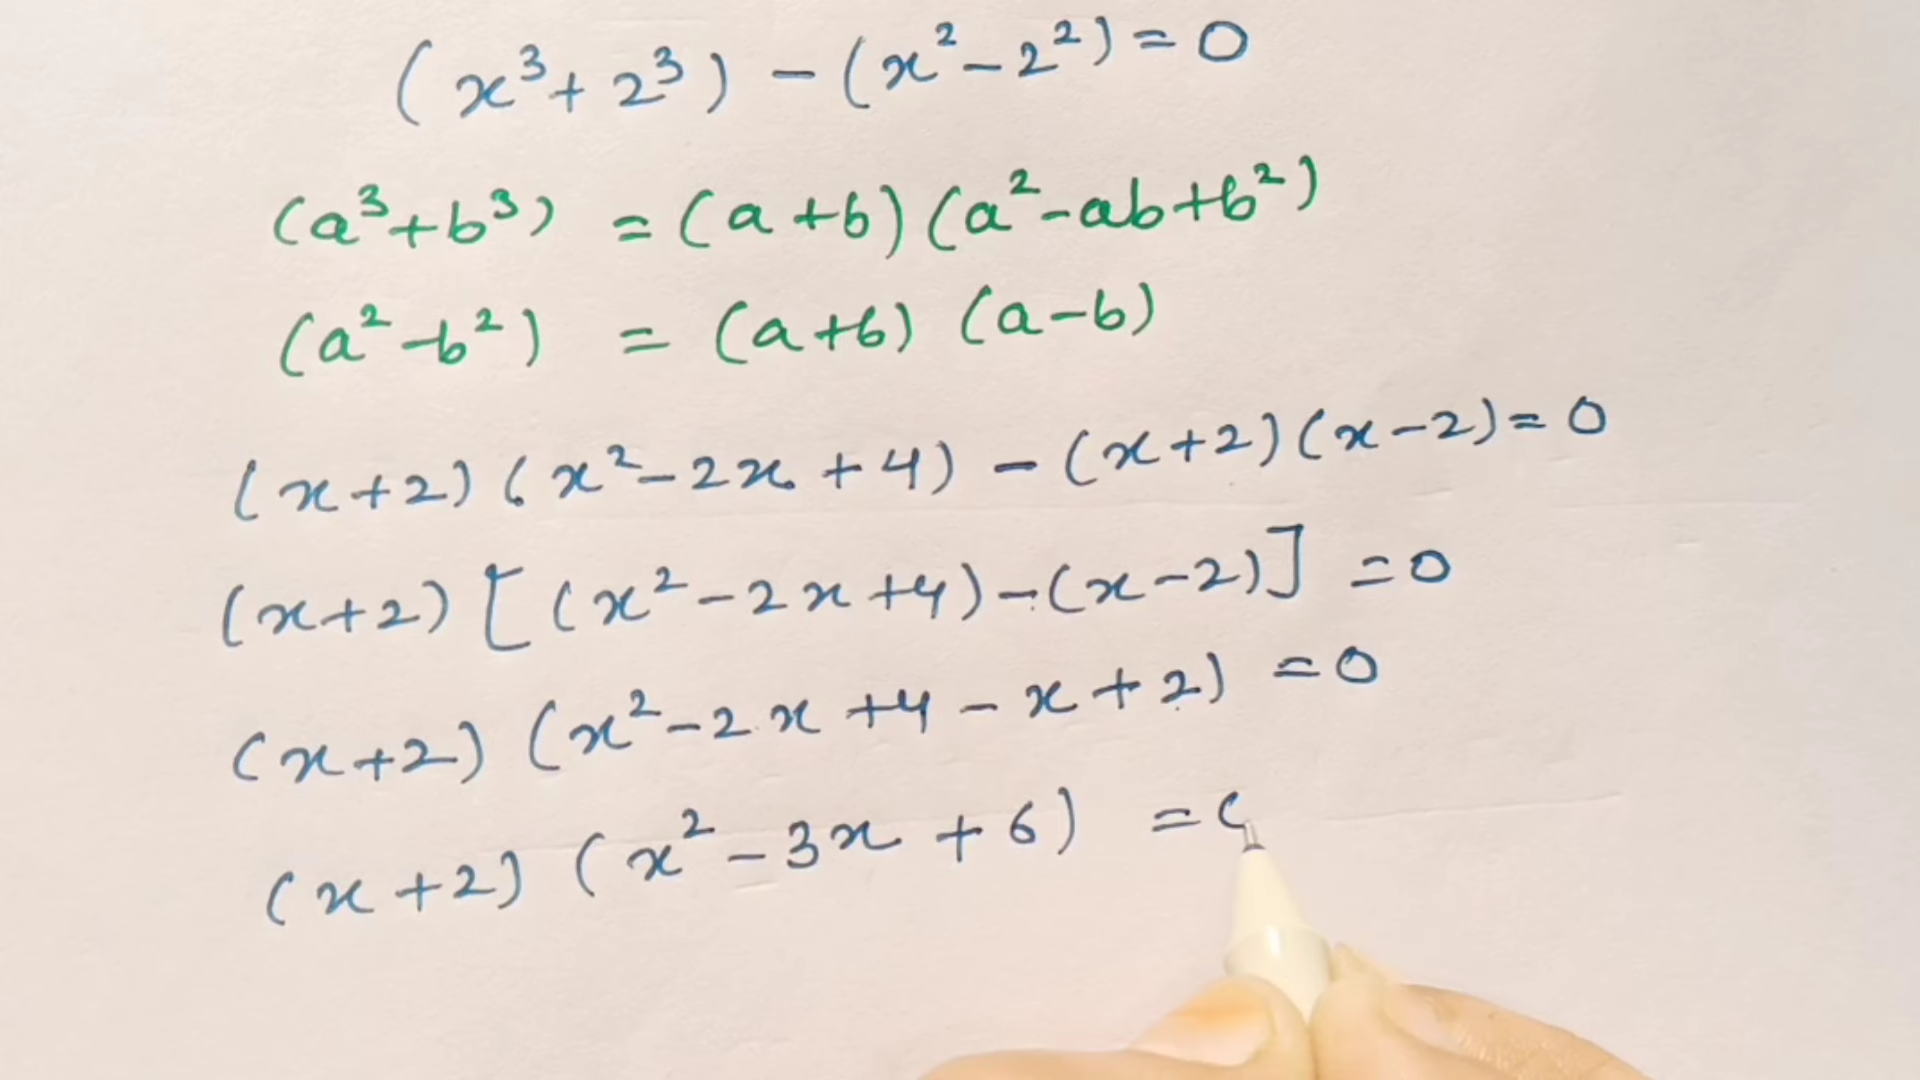 (x³+2³) - (x²-2²) = 0
(a³+b³) = (a+b)(a²-ab+b²)
(a²-b²) = (a+b) (a-b)
(x+2)(x²-2x+4) - (x+2)(x-2) = 0
(x+2) [(x²-2x+4)-(x-2)] = 0
(x+2) (x²-2x+4-x+2) = 0
(x+2) (x²-3x+6) =